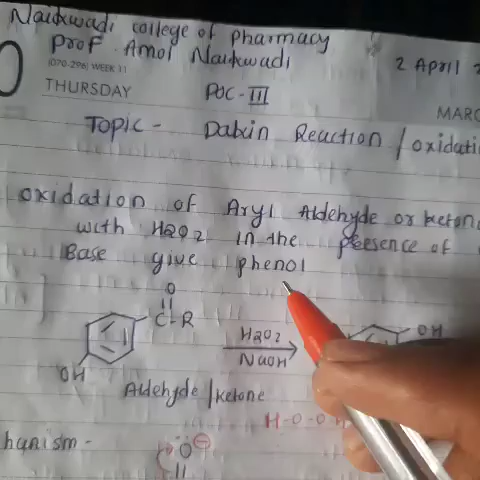 Naikwadi college of pharmacy
Prof Amol Naikwadi
2 April
(070-296) WEEK 11
THURSDAY
POC-III
MARC
Topic - Dakin Reaction / oxidati
oxidation of Aryl Aldehyde or keton
with H2O2 in the presence of
Base give phenol
O
C-R
H2O2
NaOH
OH
OH
Aldehyde/ketone
H-O-O-H
hanism-
O